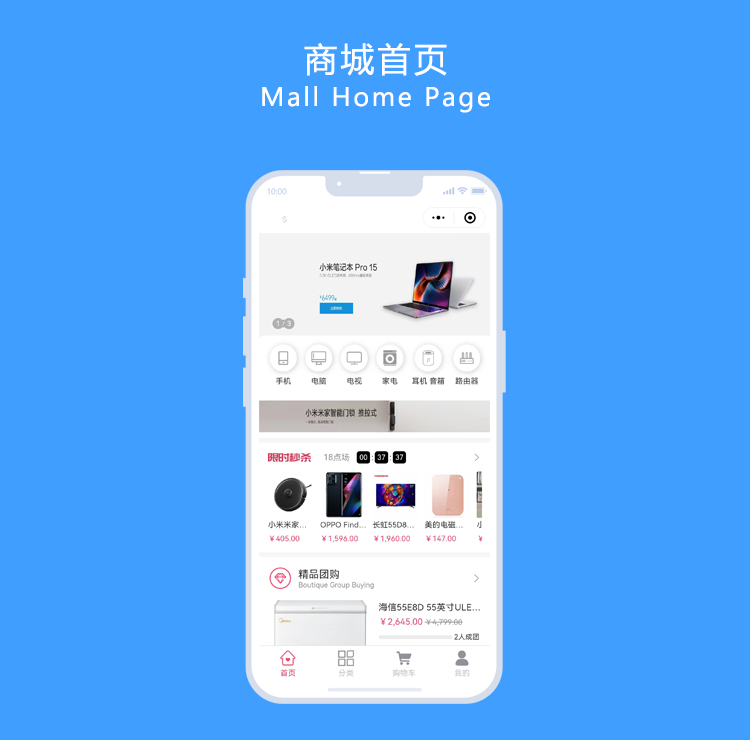 商城首页
Mall Home Page
10:00
小米笔记本 Pro 15
6499
1 3
手机 电脑 电视 家电 耳机 音箱 路由器
小米米家智能门锁 推拉式
限时秒杀 18点场 00 : 37 : 37
小米米家... OPPO Find... 长虹55D8... 美的电磁...
￥405.00 ￥1,596.00 ￥1,960.00 ￥147.00
精品团购
Boutique Group Buying
海信55E8D 55英寸ULE...
￥2,645.00 ￥4,799.00
2人成团
首页 分类 购物车 我的